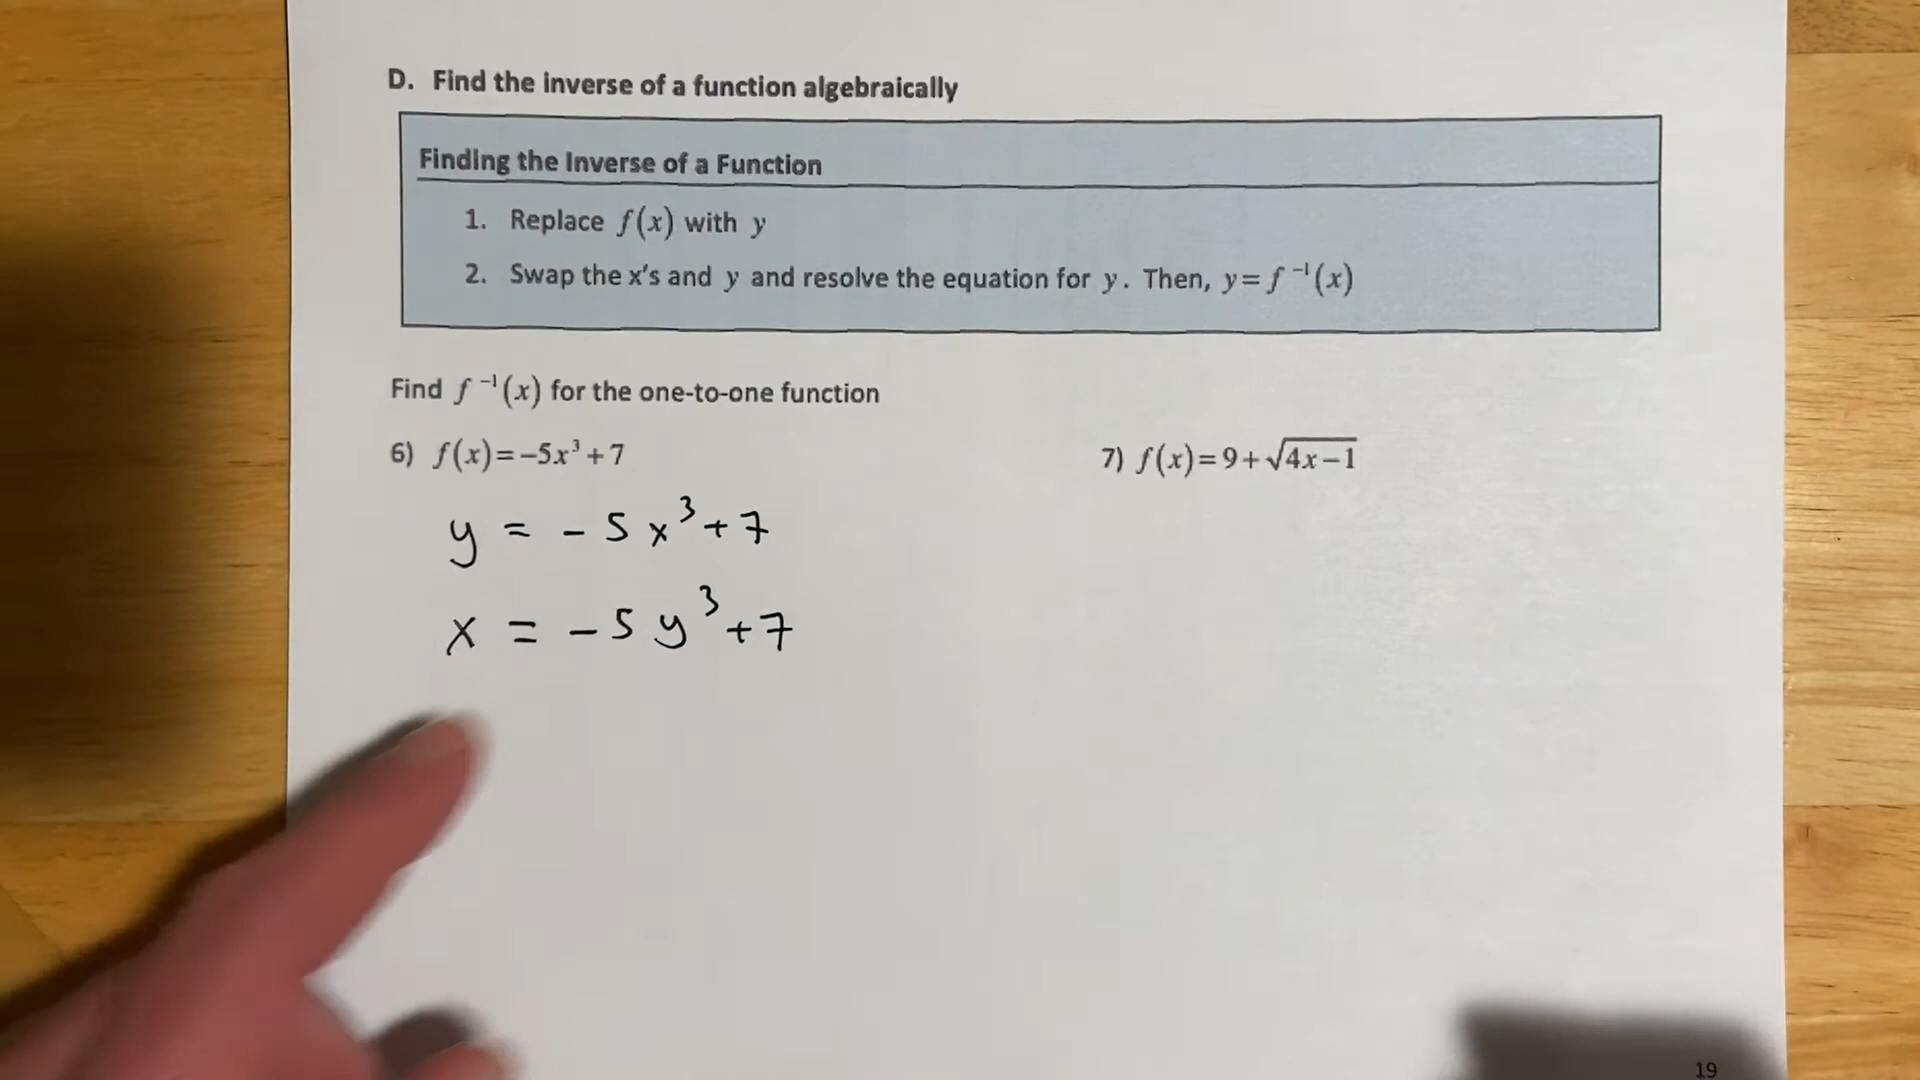 D. Find the inverse of a function algebraically
Finding the Inverse of a Function
1. Replace f(x) with y
2. Swap the x's and y and resolve the equation for y. Then, y=f⁻¹(x)
Find f⁻¹(x) for the one-to-one function
6) f(x)=−5x³+7
7) f(x)=9+√(4x−1)
y = -5x³+7
x = -5y³+7
19